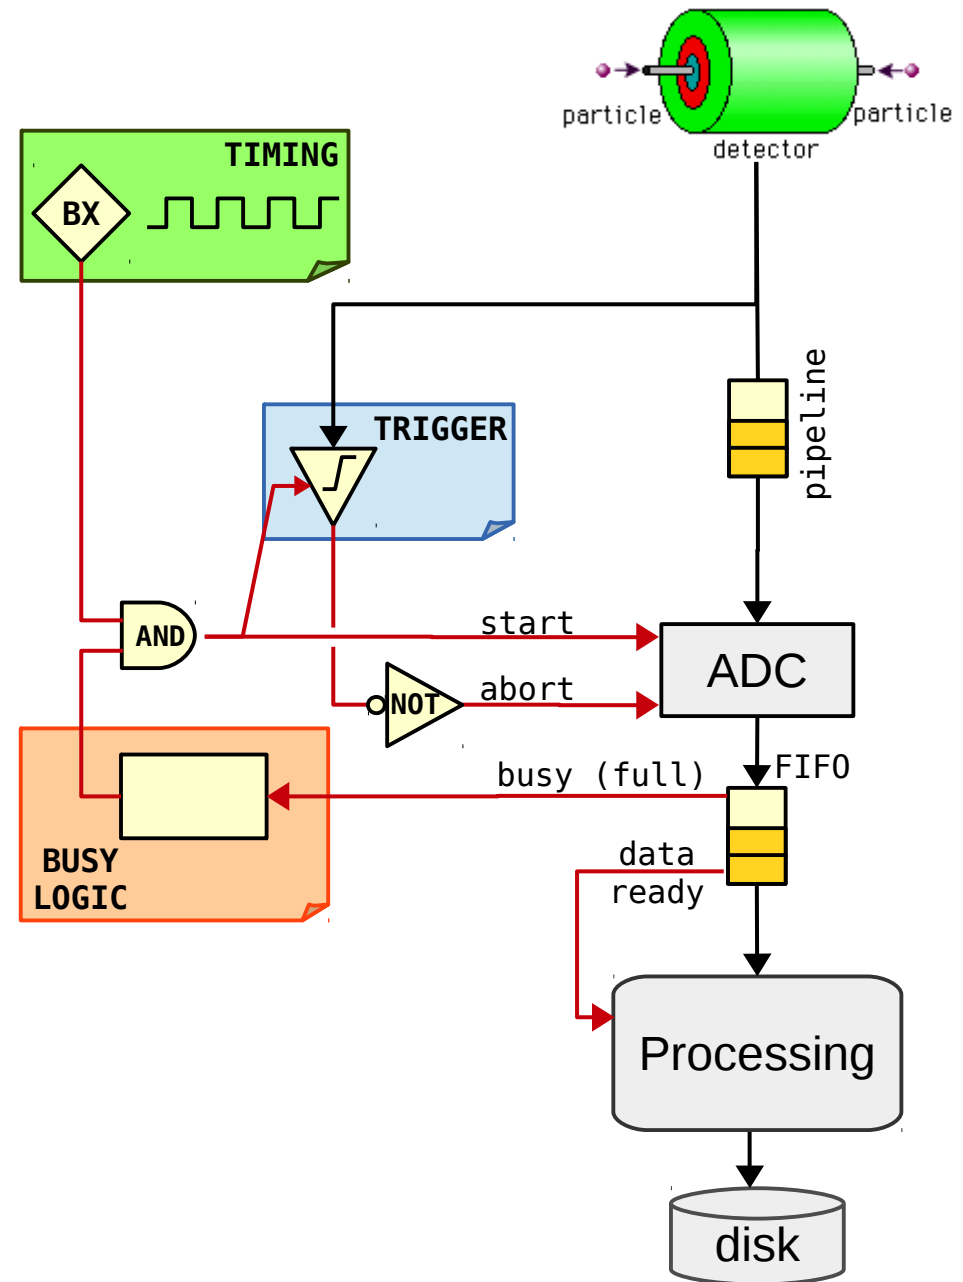 particle
particle
detector
TIMING
BX
pipeline
TRIGGER
AND
start
ADC
NOT
abort
FIFO
busy (full)
data
ready
BUSY
LOGIC
Processing
disk